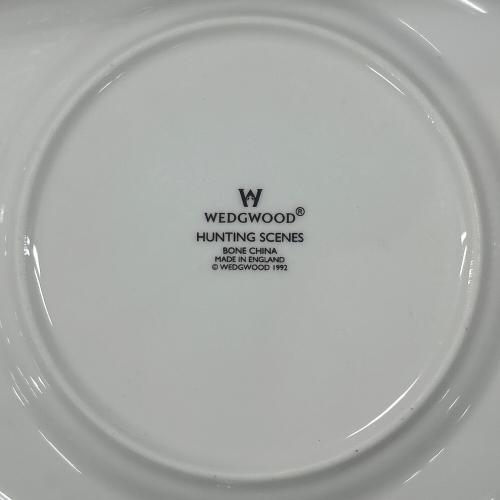 W
WEDGWOOD®
HUNTING SCENES
BONE CHINA
MADE IN ENGLAND
© WEDGWOOD 1992